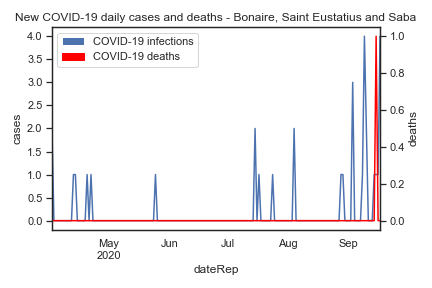 New COVID-19 daily cases and deaths - Bonaire, Saint Eustatius and Saba
COVID-19 infections
COVID-19 deaths
cases
4.0
3.5
3.0
2.5
2.0
1.5
1.0
0.5
0.0
1.0
0.8
0.6
0.4
0.2
0.0
deaths
May
2020
Jun
Jul
Aug
Sep
dateRep